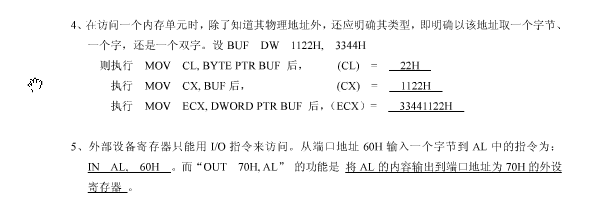 4、在访问一个内存单元时，除了知道其物理地址外，还应明确其类型，即明确以该地址取一个字节、
一个字，还是一个双字。设 BUF DW 1122H, 3344H
则执行 MOV CL, BYTE PTR BUF 后， (CL) = 22H
执行 MOV CX, BUF 后， (CX) = 1122H
执行 MOV ECX, DWORD PTR BUF 后，（ECX）= 33441122H
5、外部设备寄存器只能用 I/O 指令来访问。从端口地址 60H 输入一个字节到 AL 中的指令为：
IN AL, 60H 。而“OUT 70H, AL” 的功能是 将 AL 的内容输出到端口地址为 70H 的外设
寄存器 。